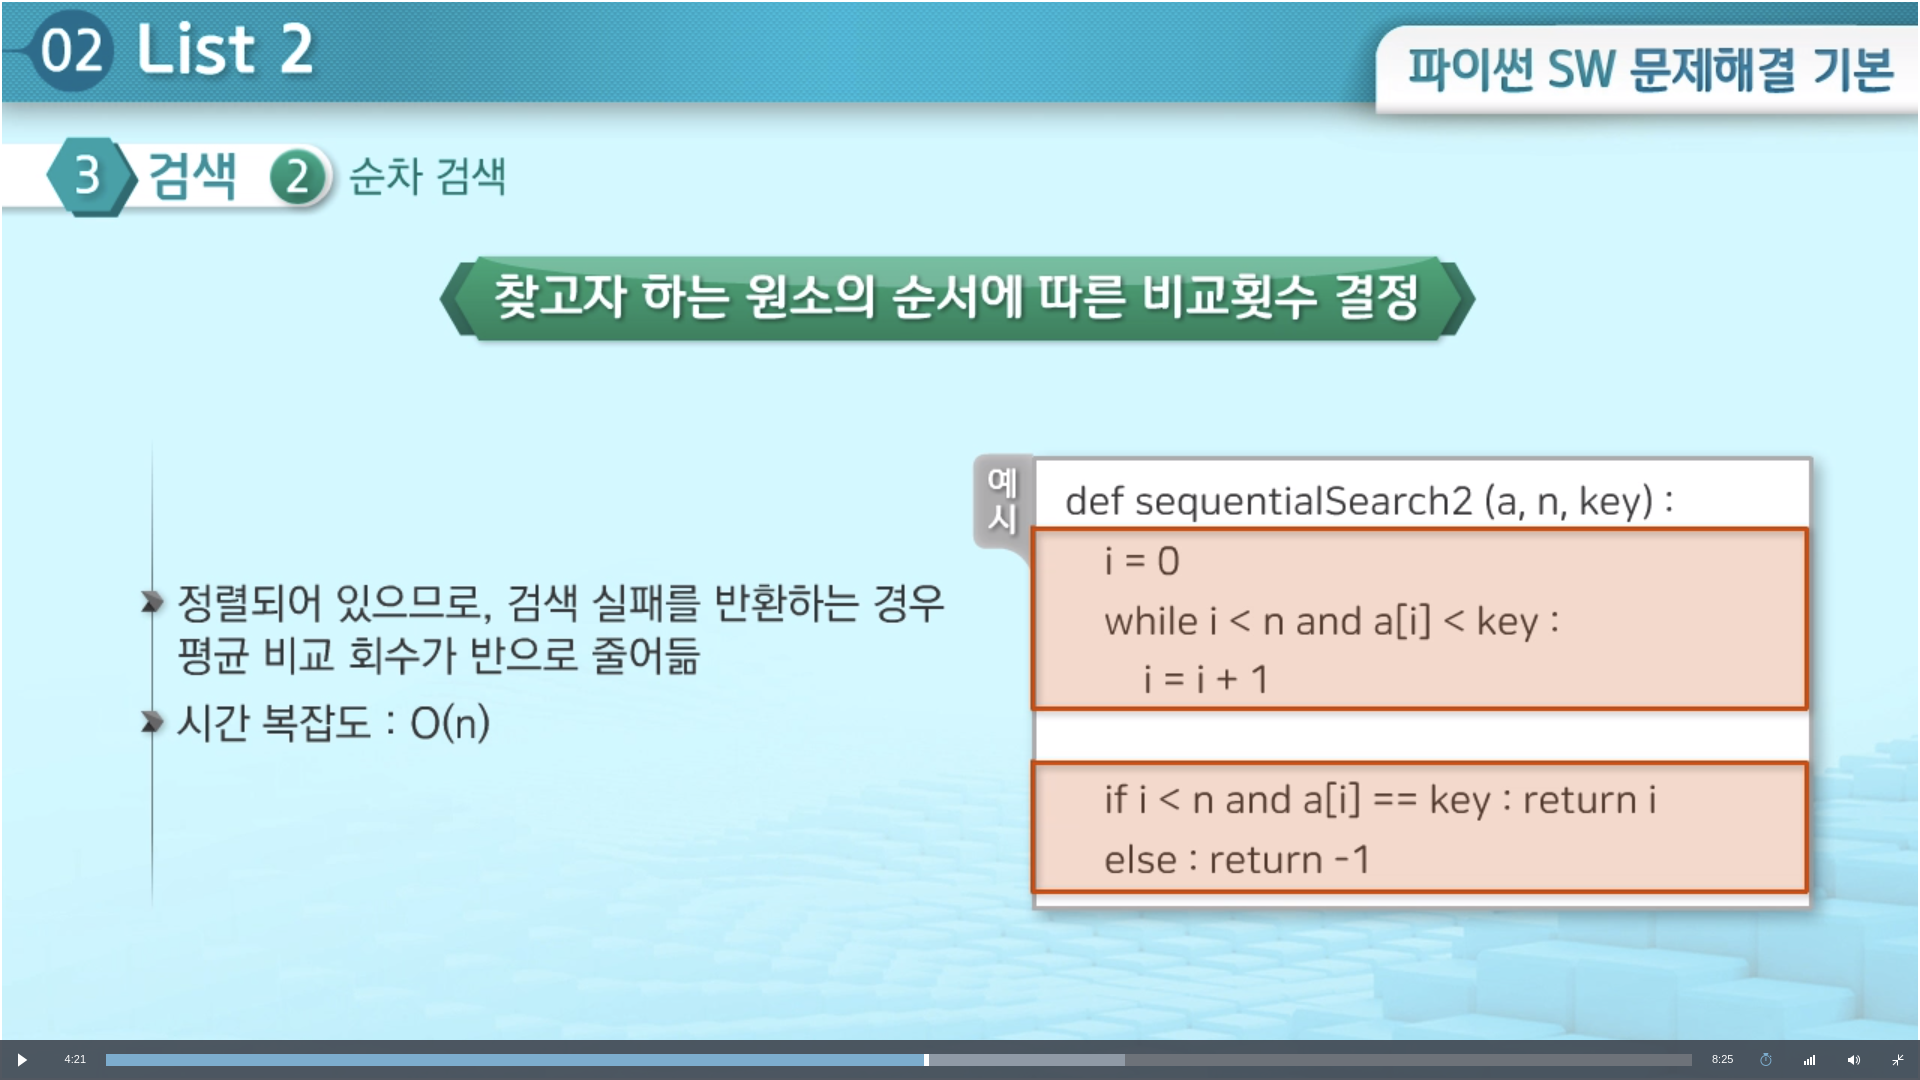 02 List 2
파이썬 SW 문제해결 기본
3 검색 2 순차 검색
찾고자 하는 원소의 순서에 따른 비교횟수 결정
정렬되어 있으므로, 검색 실패를 반환하는 경우
평균 비교 회수가 반으로 줄어듦
시간 복잡도 : O(n)
예
시
def sequentialSearch2 (a, n, key) :
i = 0
while i < n and a[i] < key :
i = i + 1
if i < n and a[i] == key : return i
else : return -1
4:21
8:25